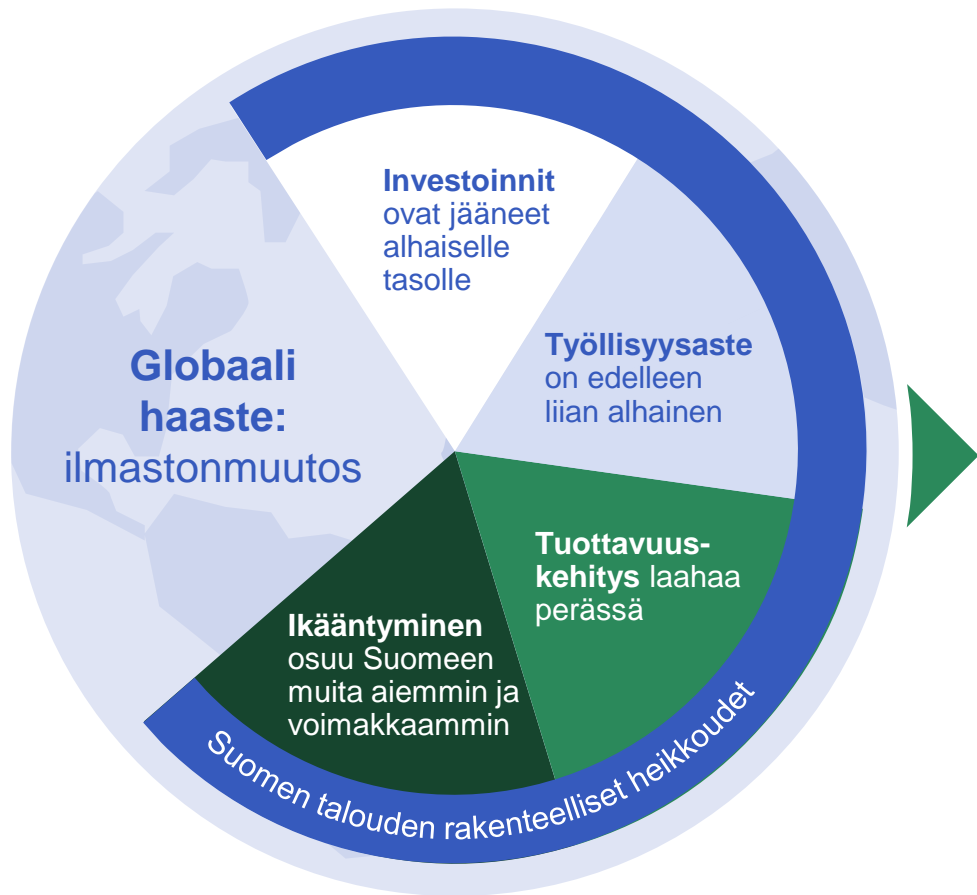 Investoinnit
ovat jääneet
alhaiselle
tasolle
Työllisyysaste
on edelleen
liian alhainen
Globaali
haaste:
ilmastonmuutos
Tuottavuus-
kehitys laahaa
perässä
Ikääntyminen
osuu Suomeen
muita aiemmin ja
voimakkaammin
Suomen talouden rakenteelliset heikkoudet